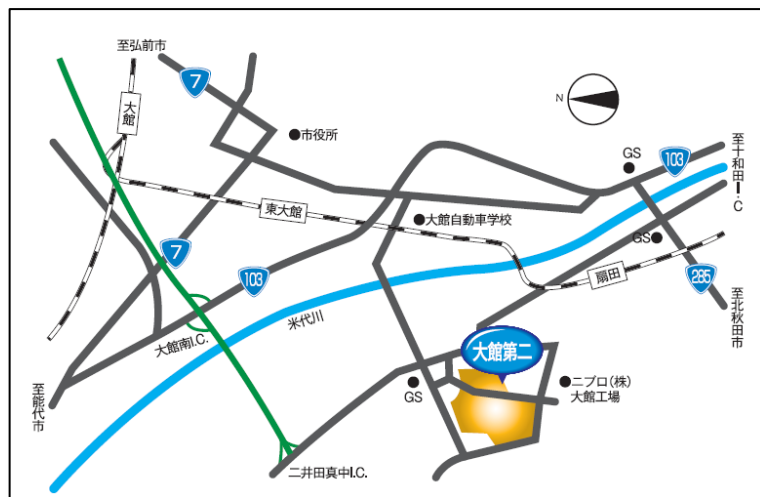 至弘前市
7
大館
市役所
N
GS
103
至十和田I・C
東大館
大館自動車学校
GS
7
103
扇田
285
米代川
大館南I.C.
至北秋田市
大館第二
至能代市
GS
ニプロ(株)
大館工場
二井田真中I.C.